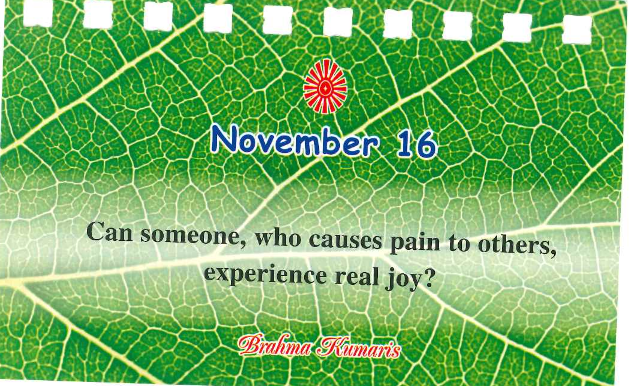 November 16
Can someone, who causes pain to others,
experience real joy?
Brahma Kumaris